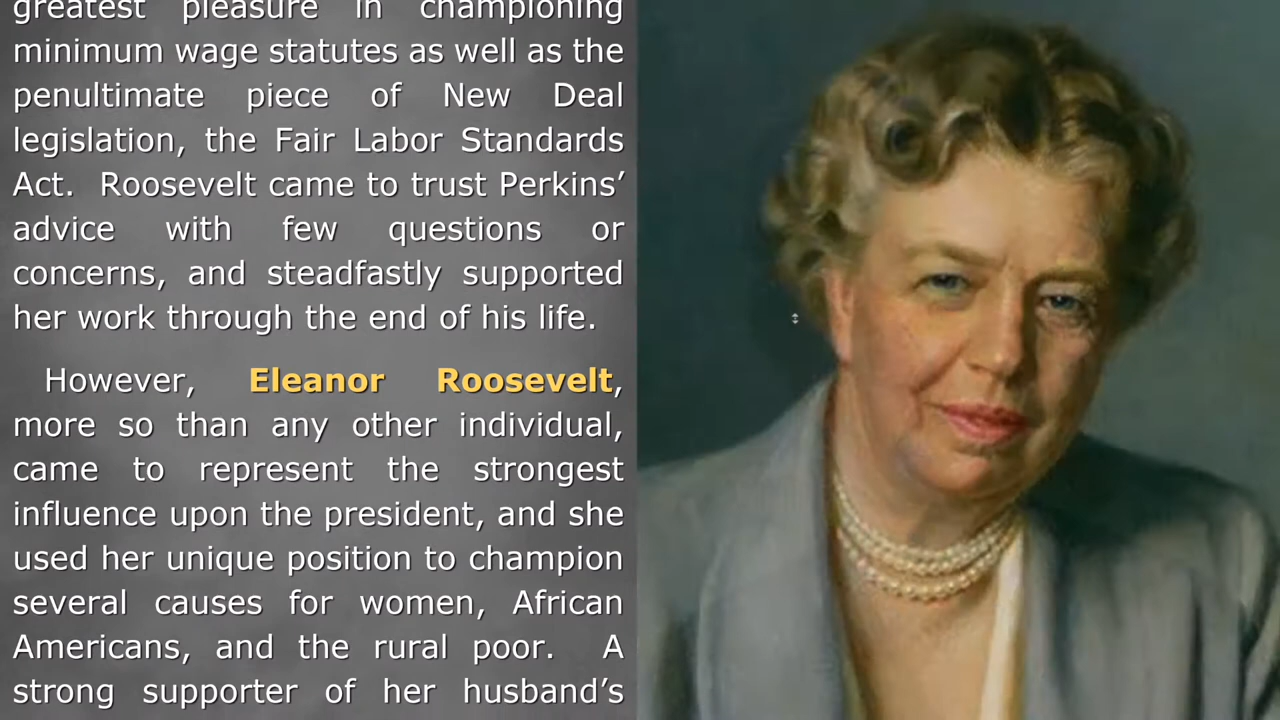 greatest pleasure in championing
minimum wage statutes as well as the
penultimate piece of New Deal
legislation, the Fair Labor Standards
Act. Roosevelt came to trust Perkins’
advice with few questions or
concerns, and steadfastly supported
her work through the end of his life.
However, Eleanor Roosevelt,
more so than any other individual,
came to represent the strongest
influence upon the president, and she
used her unique position to champion
several causes for women, African
Americans, and the rural poor. A
strong supporter of her husband’s